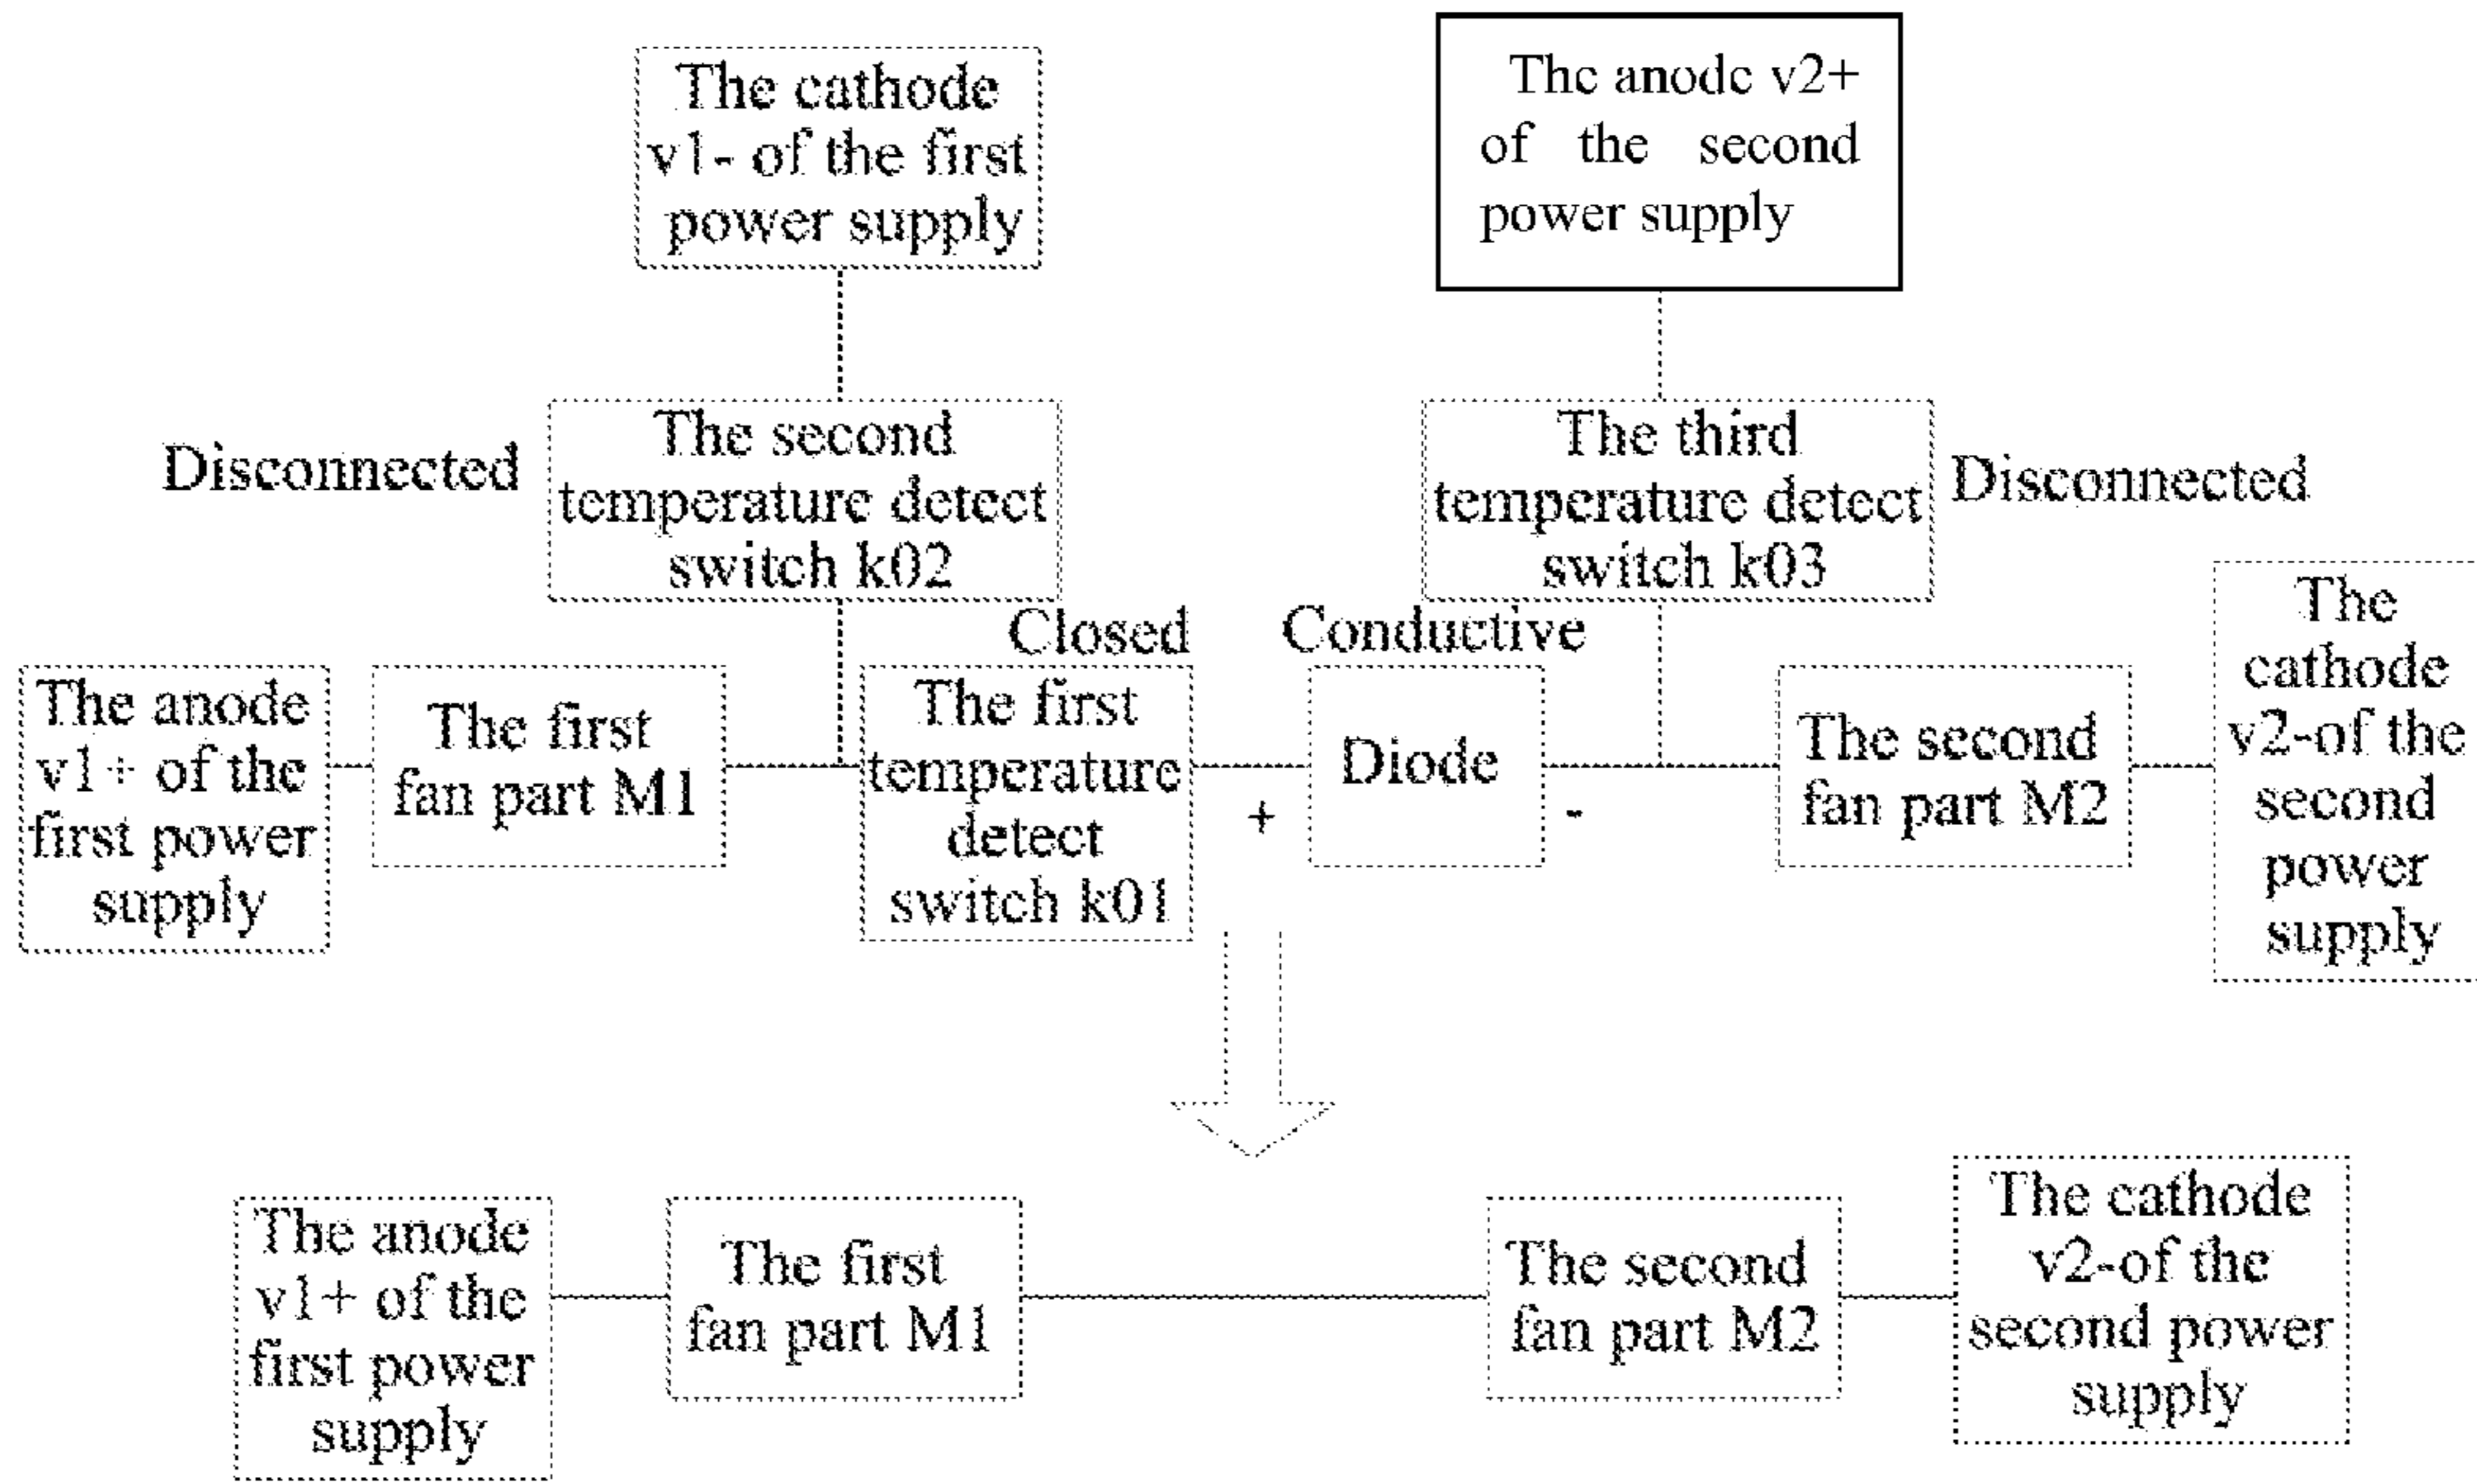 The cathode
v1- of the first
power supply
The anode v2+
of the second
power supply
Disconnected
The second
temperature detect
switch k02
The third
temperature detect
switch k03
Disconnected
Closed
Conductive
The anode
v1+ of the
first power
supply
The first
fan part M1
The first
temperature
detect
switch k01
+
Diode
-
The second
fan part M2
The
cathode
v2-of the
second
power
supply
The anode
v1+ of the
first power
supply
The first
fan part M1
The second
fan part M2
The cathode
v2-of the
second power
supply